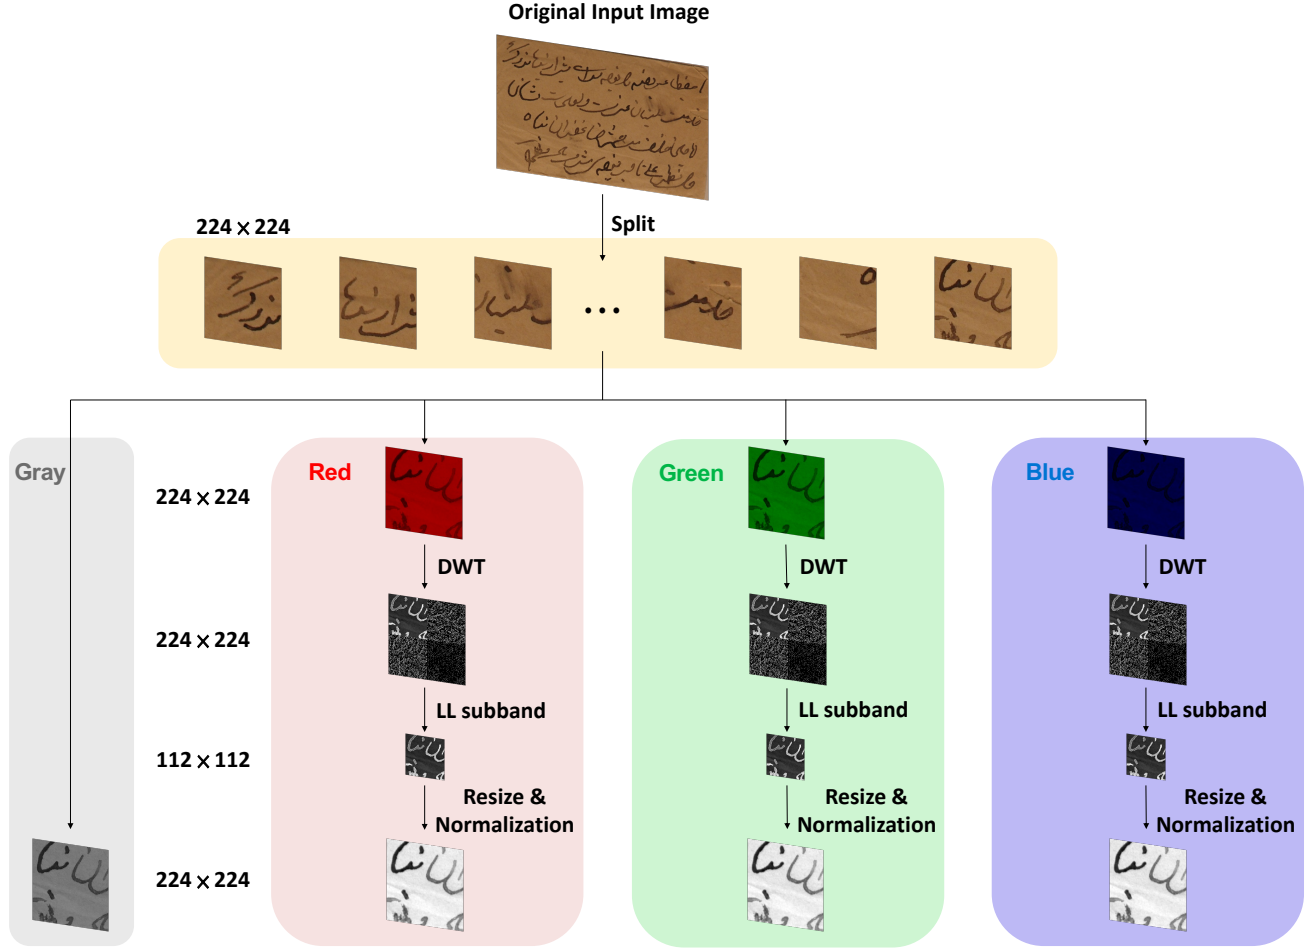 Original Input Image
Split
224 × 224
...
Gray
Red
Green
Blue
224 × 224
DWT
DWT
DWT
224 × 224
LL subband
LL subband
LL subband
112 × 112
Resize &
Normalization
Resize &
Normalization
Resize &
Normalization
224 × 224